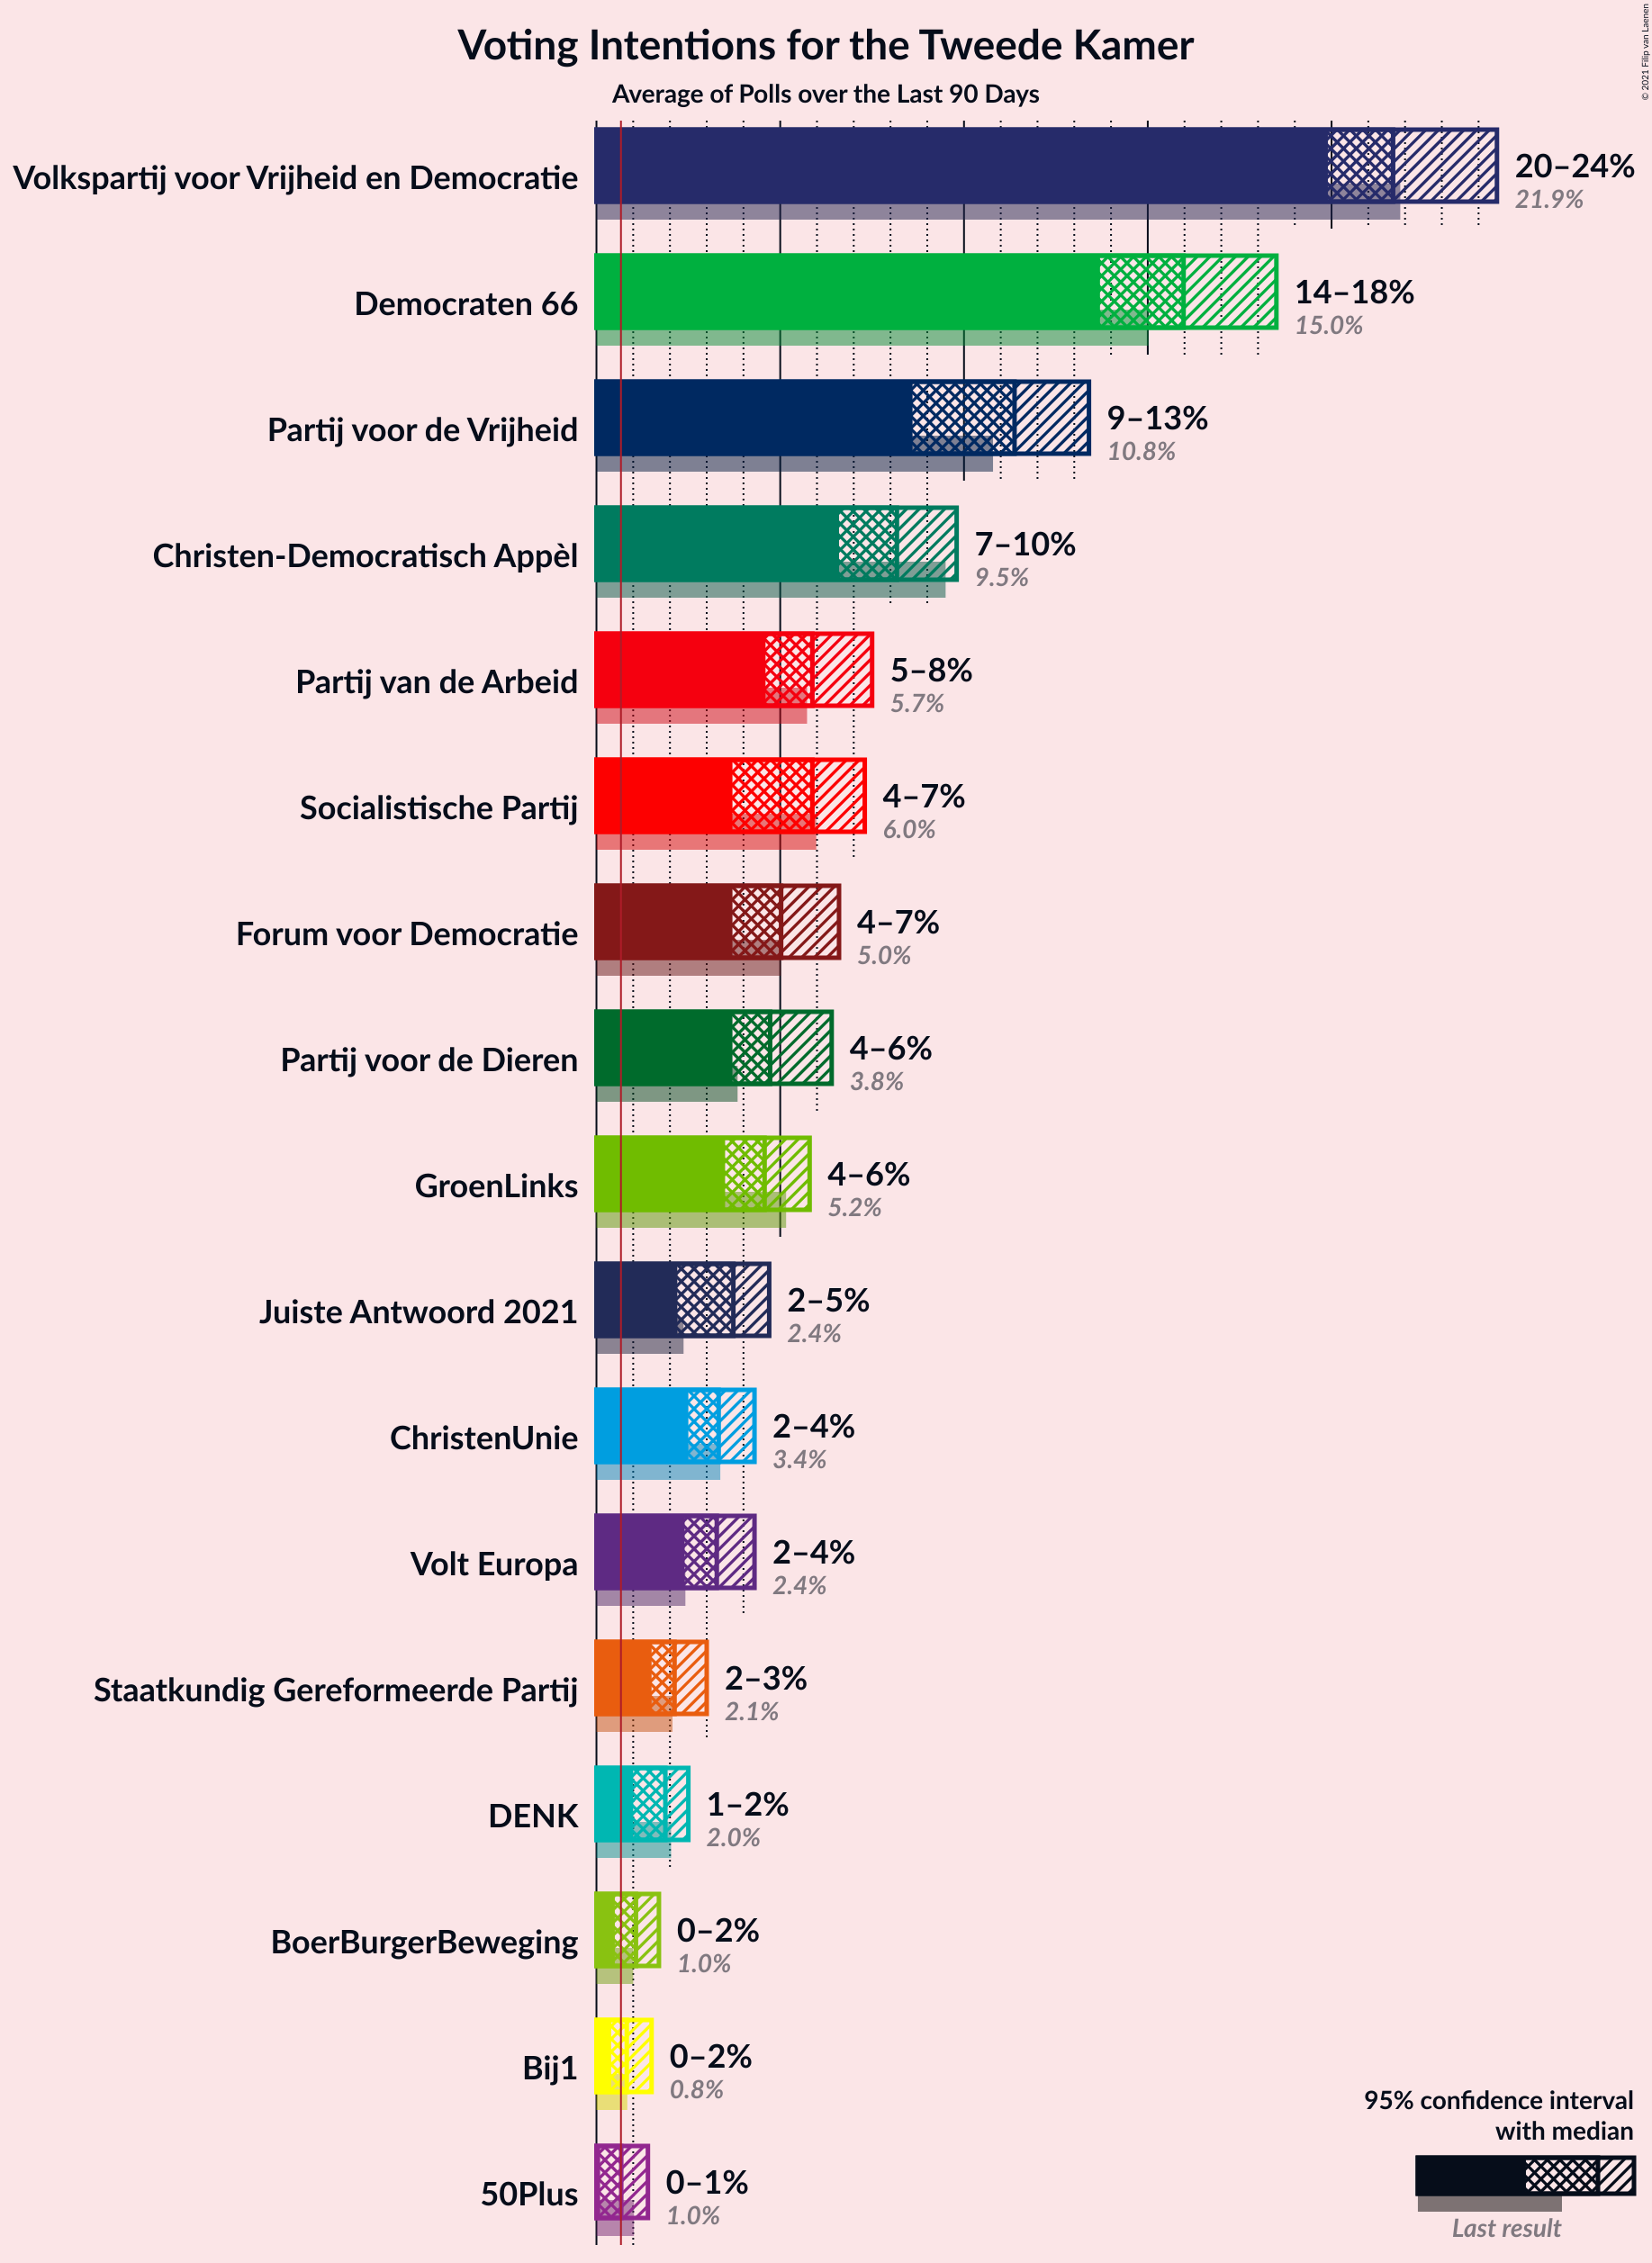 © 2021 Filip van Laenen
Voting Intentions for the Tweede Kamer
Average of Polls over the Last 90 Days
Volkspartij voor Vrijheid en Democratie
20–24%
21.9%
Democraten 66
14–18%
15.0%
Partij voor de Vrijheid
9–13%
10.8%
Christen-Democratisch Appèl
7–10%
9.5%
Partij van de Arbeid
5–8%
5.7%
Socialistische Partij
4–7%
6.0%
Forum voor Democratie
4–7%
5.0%
Partij voor de Dieren
4–6%
3.8%
GroenLinks
4–6%
5.2%
Juiste Antwoord 2021
2–5%
2.4%
ChristenUnie
2–4%
3.4%
Volt Europa
2–4%
2.4%
Staatkundig Gereformeerde Partij
2–3%
2.1%
DENK
1–2%
2.0%
BoerBurgerBeweging
0–2%
1.0%
Bij1
0–2%
0.8%
50Plus
0–1%
1.0%
95% confidence interval
with median
Last result